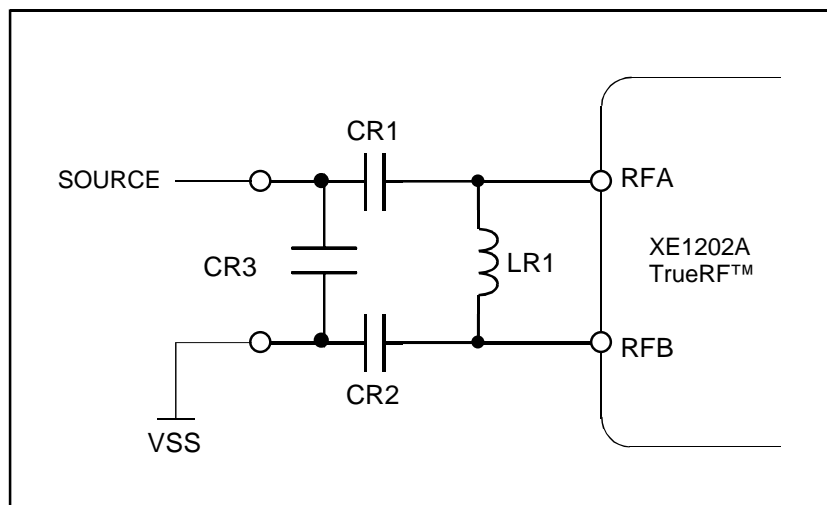 CR1
SOURCE
RFA
CR3
LR1
XE1202A
TrueRF™
RFB
CR2
VSS